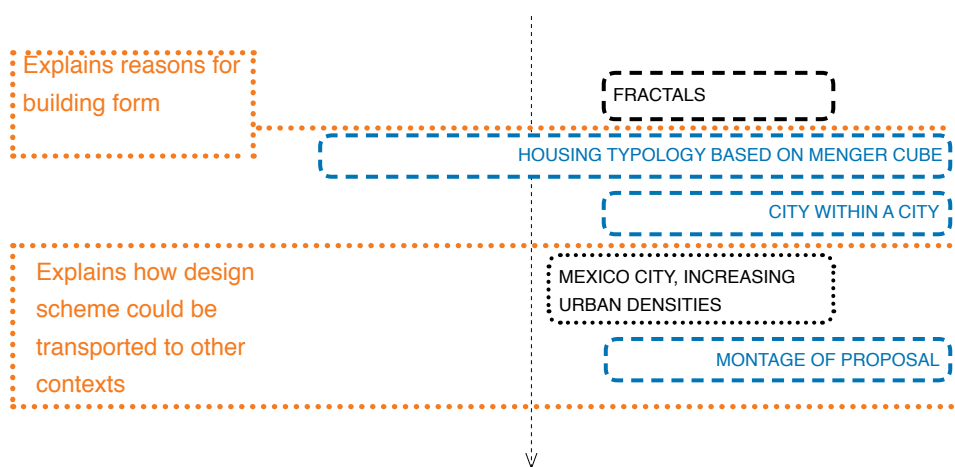 Explains reasons for
building form
FRACTALS
HOUSING TYPOLOGY BASED ON MENGER CUBE
CITY WITHIN A CITY
Explains how design
scheme could be
transported to other
contexts
MEXICO CITY, INCREASING
URBAN DENSITIES
MONTAGE OF PROPOSAL